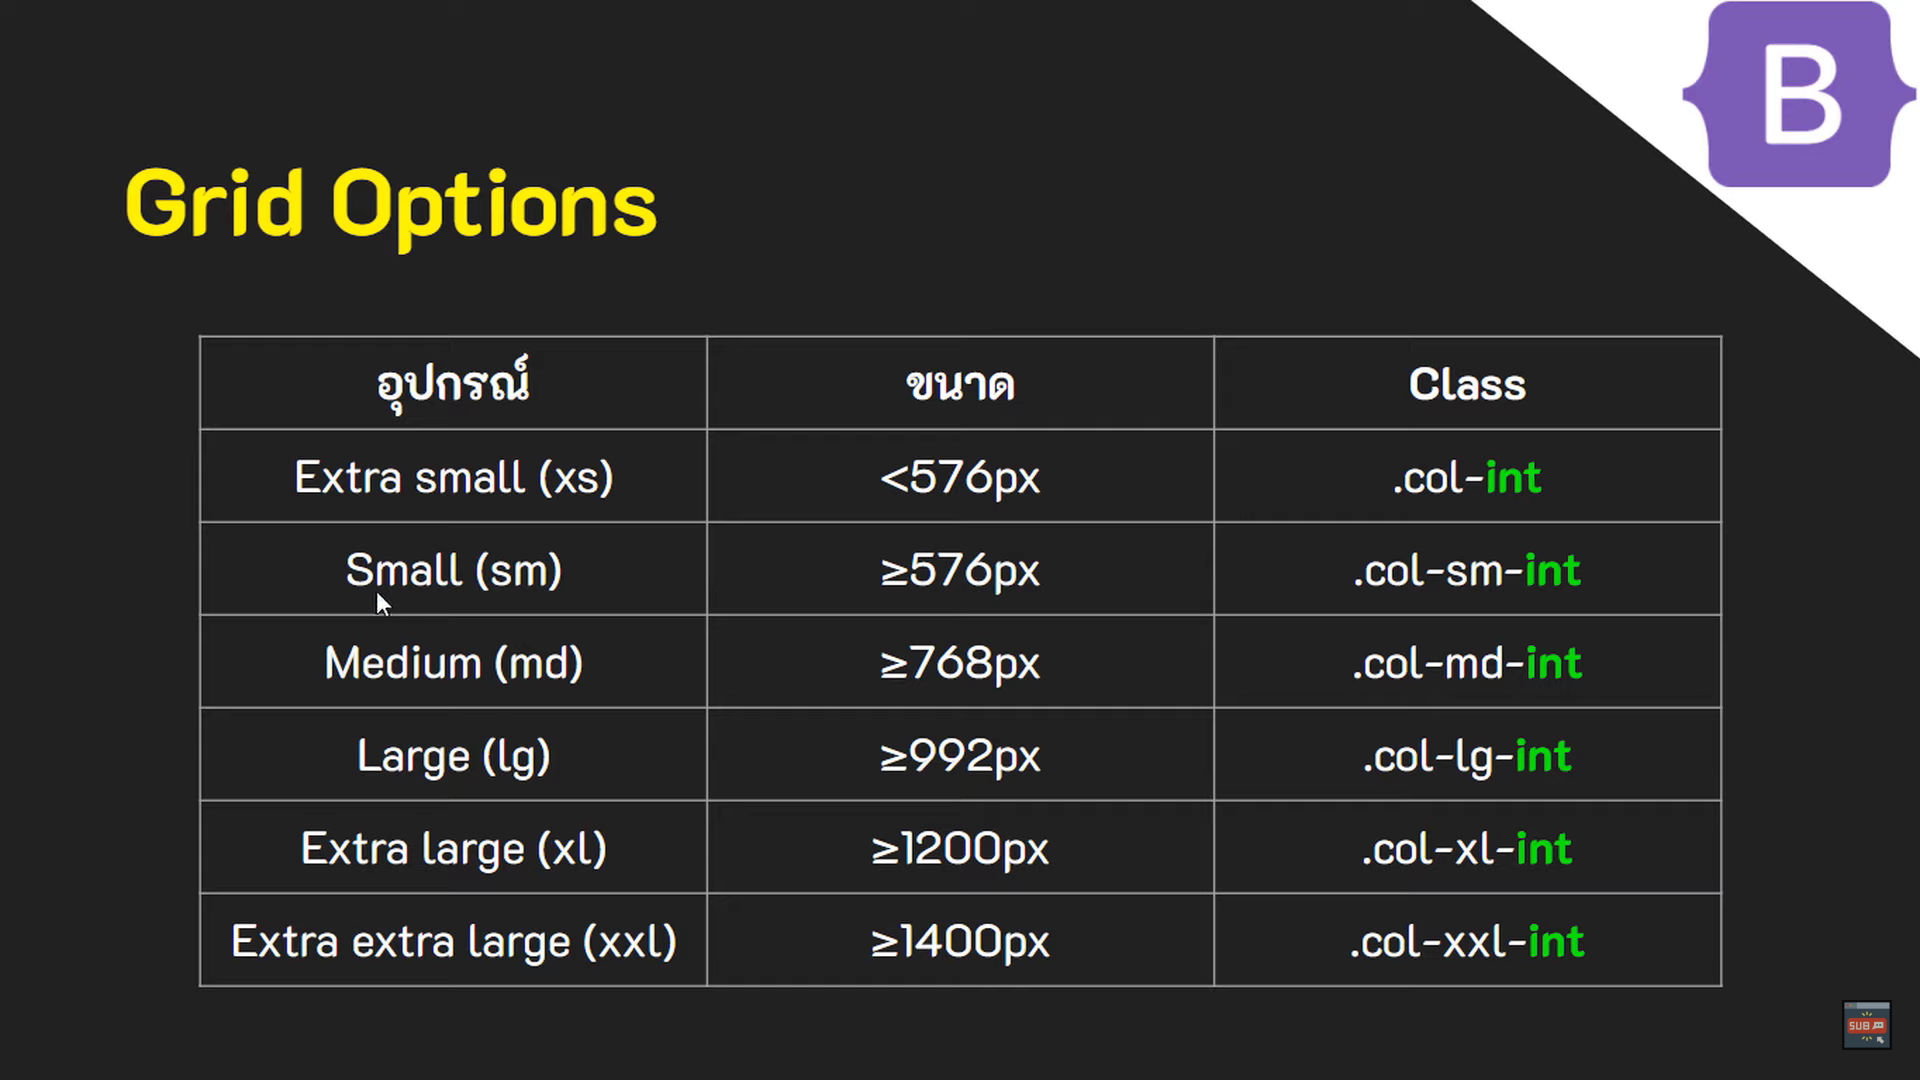 B
Grid Options
อุปกรณ์ ขนาด Class
Extra small (xs) <576px .col-int
Small (sm) ≥576px .col-sm-int
Medium (md) ≥768px .col-md-int
Large (lg) ≥992px .col-lg-int
Extra large (xl) ≥1200px .col-xl-int
Extra extra large (xxl) ≥1400px .col-xxl-int
SUB